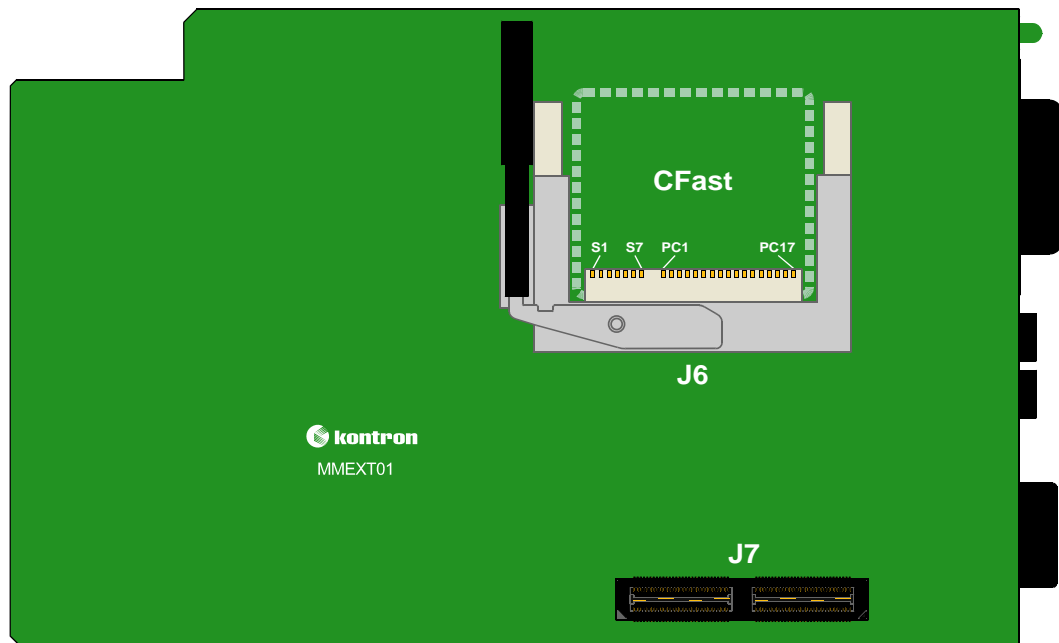 CFast
S1 S7 PC1 PC17
J6
kontron
MMEXT01
J7